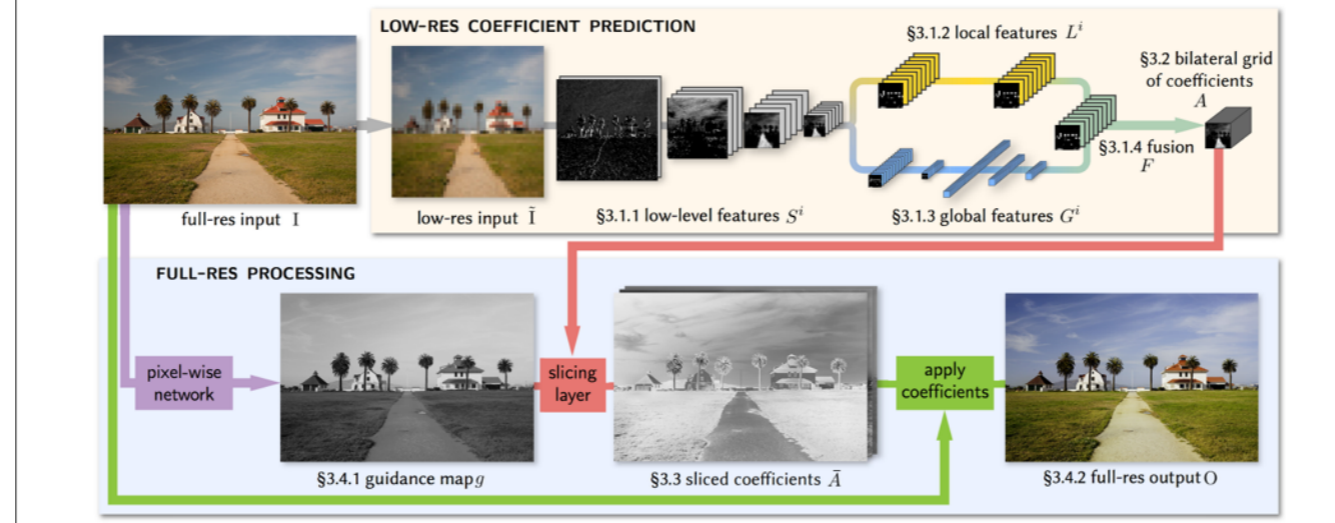 LOW-RES COEFFICIENT PREDICTION
§3.1.2 local features Lⁱ
§3.2 bilateral grid
of coefficients
A
§3.1.4 fusion
F
full-res input I
low-res input Ĩ
§3.1.1 low-level features Sⁱ
§3.1.3 global features Gⁱ
FULL-RES PROCESSING
pixel-wise
network
slicing
layer
apply
coefficients
§3.4.1 guidance map g
§3.3 sliced coefficients Ā
§3.4.2 full-res output O